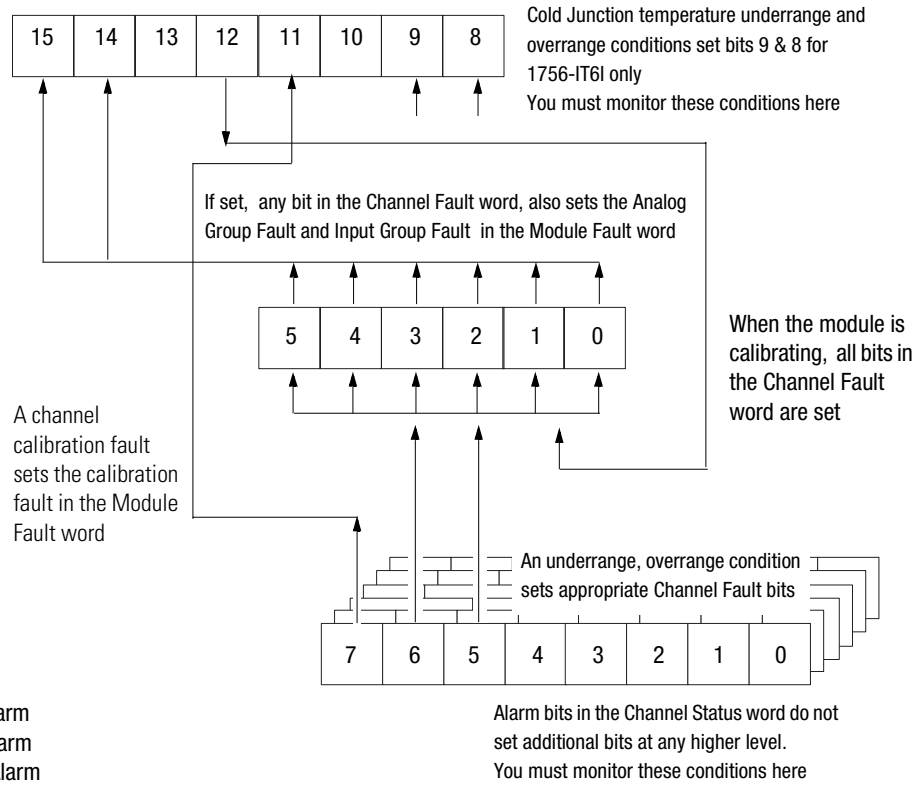 Cold Junction temperature underrange and
overrange conditions set bits 9 & 8 for
1756-IT6I only
You must monitor these conditions here
15 14 13 12 11 10 9 8
If set, any bit in the Channel Fault word, also sets the Analog
Group Fault and Input Group Fault in the Module Fault word
5 4 3 2 1 0
When the module is
calibrating, all bits in
the Channel Fault
word are set
A channel
calibration fault
sets the calibration
fault in the Module
Fault word
An underrange, overrange condition
sets appropriate Channel Fault bits
7 6 5 4 3 2 1 0
Alarm bits in the Channel Status word do not
set additional bits at any higher level.
You must monitor these conditions here